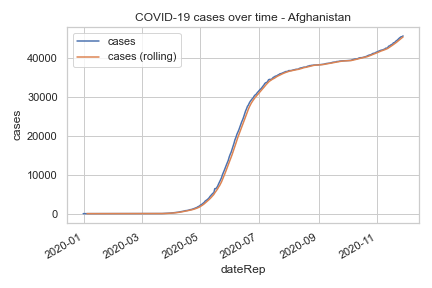 COVID-19 cases over time - Afghanistan
cases
cases (rolling)
40000
30000
20000
10000
0
cases
2020-01
2020-03
2020-05
2020-07
2020-09
2020-11
dateRep